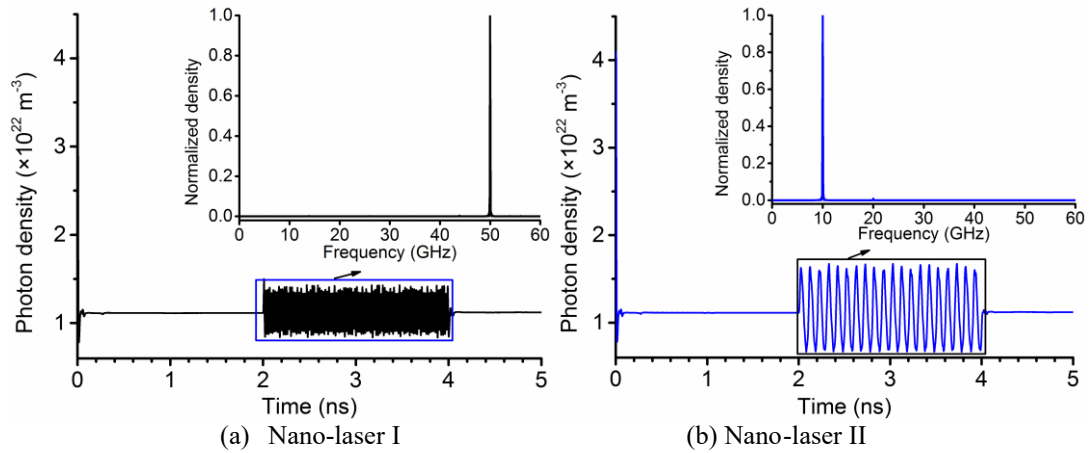 4
3
2
1
Photon density (×10²² m⁻³)
0 1 2 3 4 5
Time (ns)
1.0
0.8
0.6
0.4
0.2
0.0
Normalized density
0 10 20 30 40 50 60
Frequency (GHz)
(a) Nano-laser I
4
3
2
1
Photon density (×10²² m⁻³)
0 1 2 3 4 5
Time (ns)
1.0
0.8
0.6
0.4
0.2
0.0
Normalized density
0 10 20 30 40 50 60
Frequency (GHz)
(b) Nano-laser II